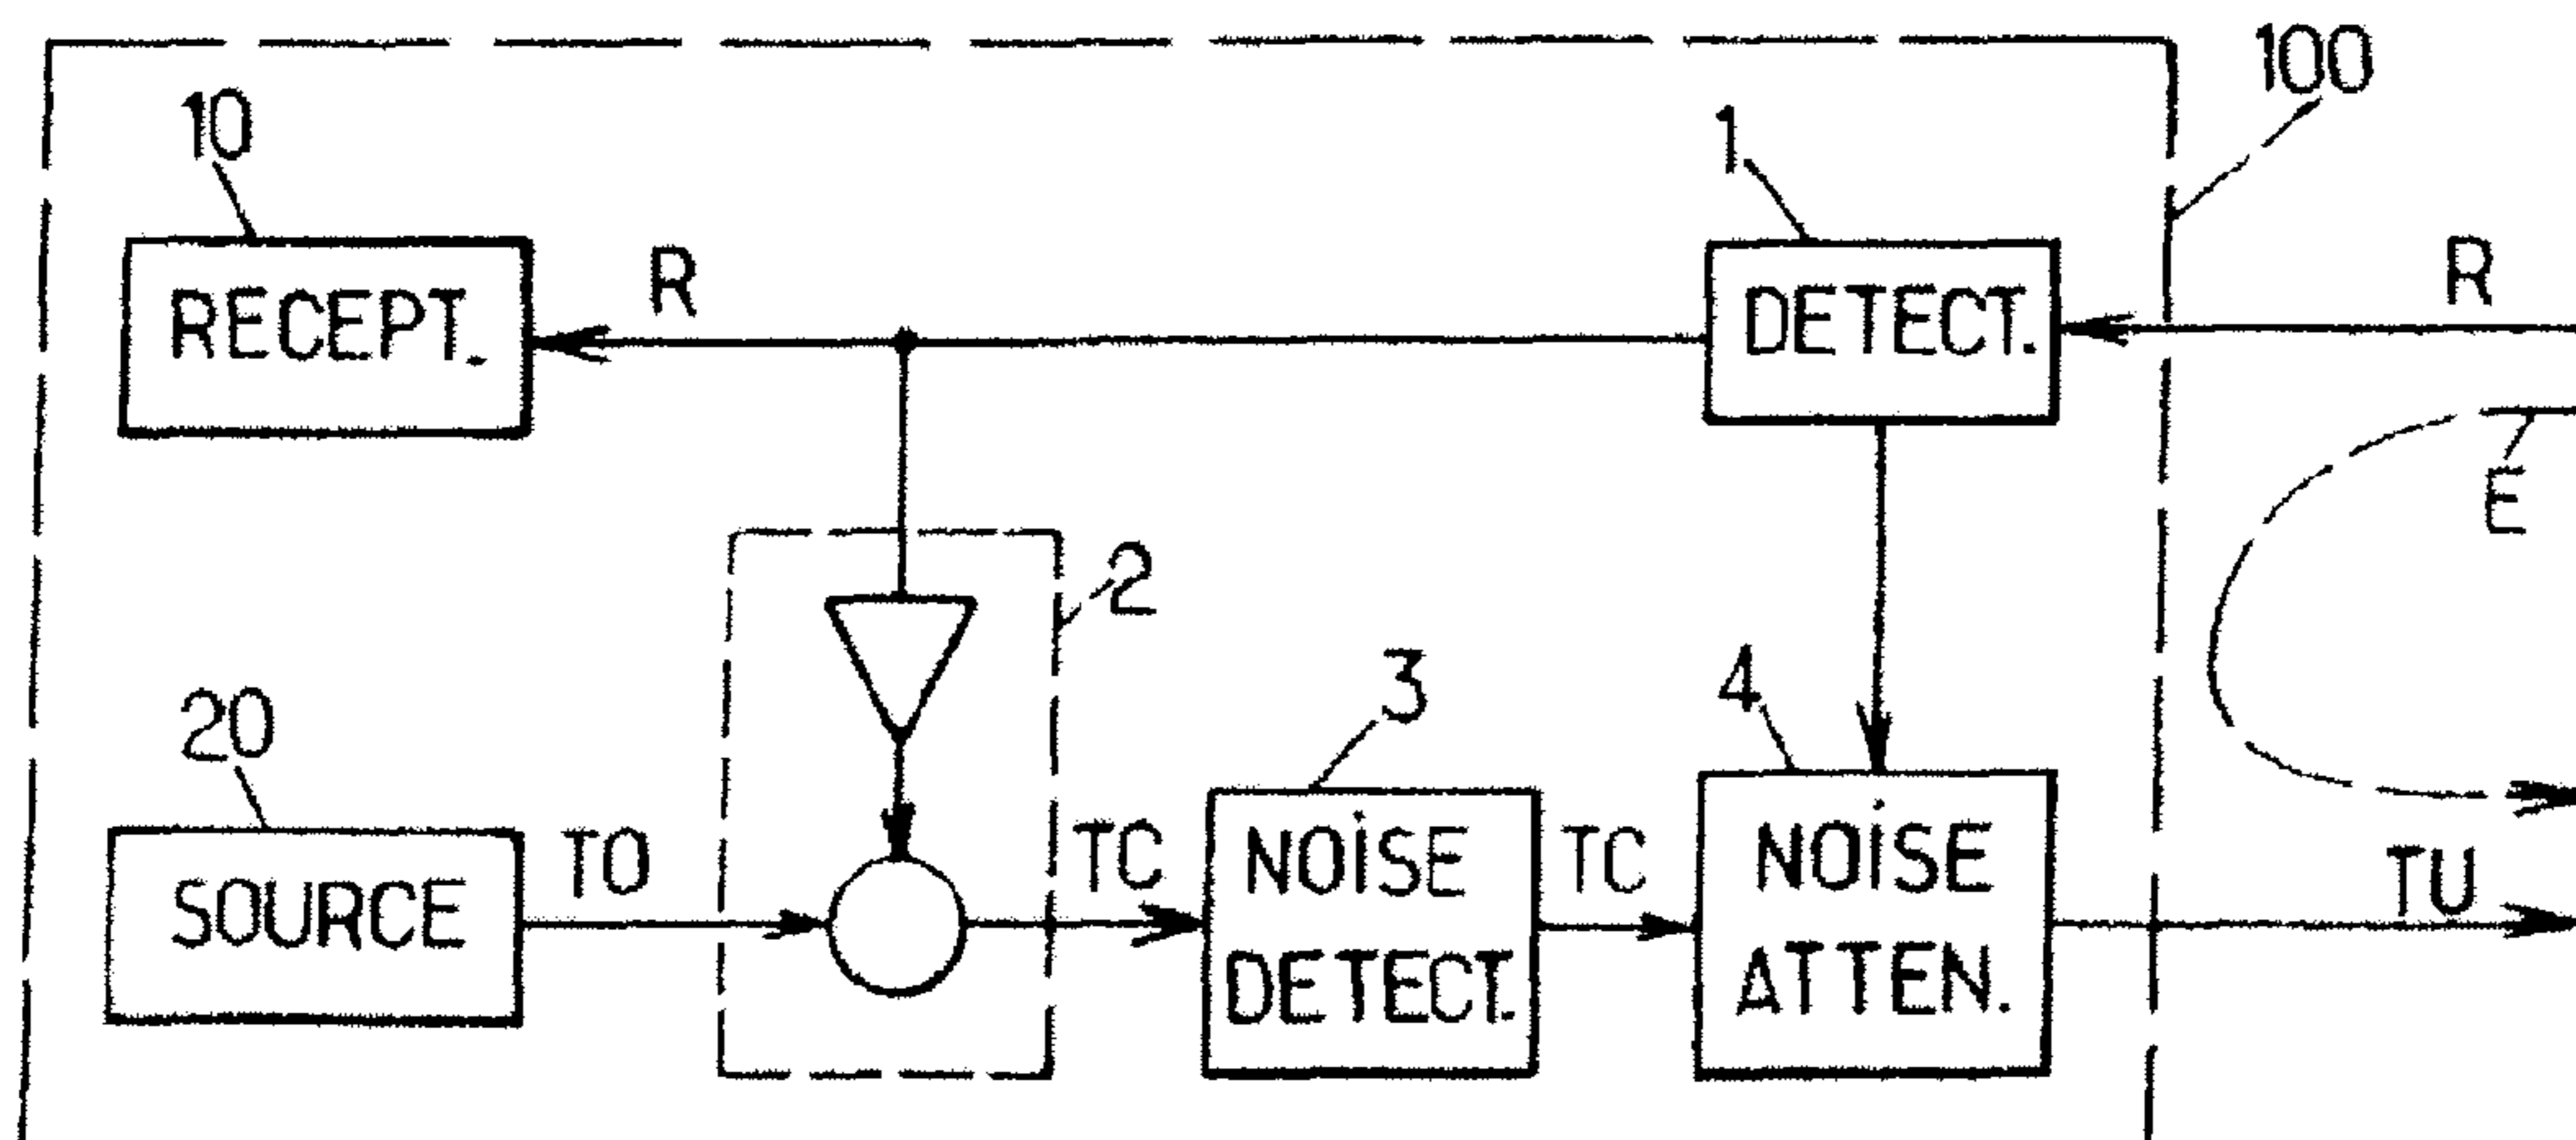 100
10
1
RECEPT.
R
DETECT.
R
E
2
3
4
20
SOURCE
TO
TC
NOISE
DETECT.
TC
NOISE
ATTEN.
TU